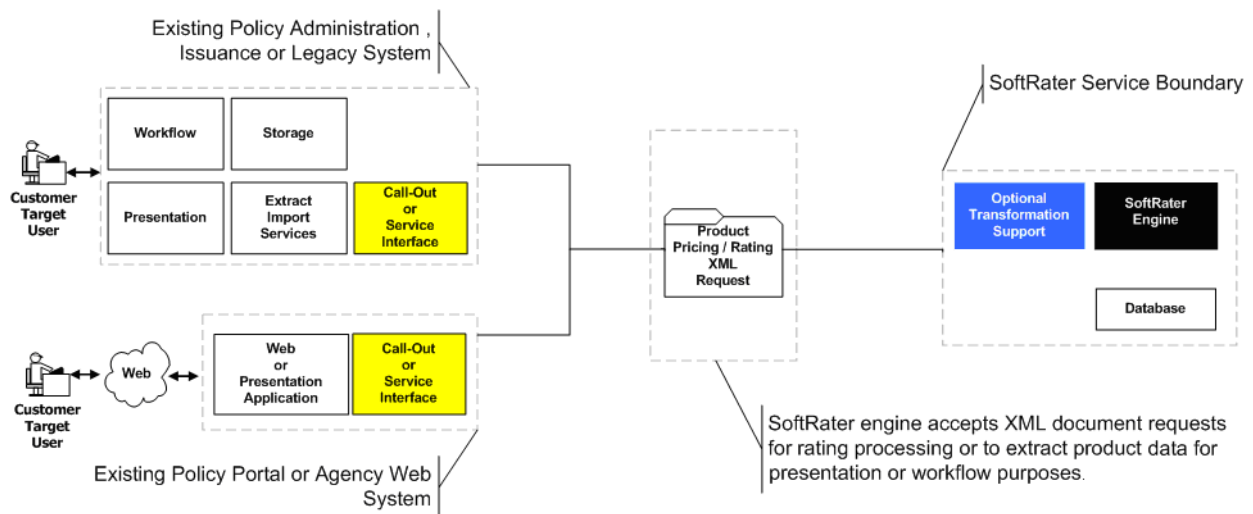 Existing Policy Administration ,
Issuance or Legacy System
SoftRater Service Boundary
Workflow
Storage
Customer
Target
User
Presentation
Extract
Import
Services
Call-Out
or
Service
Interface
Product
Pricing / Rating
XML
Request
Optional
Transformation
Support
SoftRater
Engine
Database
Customer
Target
User
Web
Web
or
Presentation
Application
Call-Out
or
Service
Interface
Existing Policy Portal or Agency Web
System
SoftRater engine accepts XML document requests
for rating processing or to extract product data for
presentation or workflow purposes.